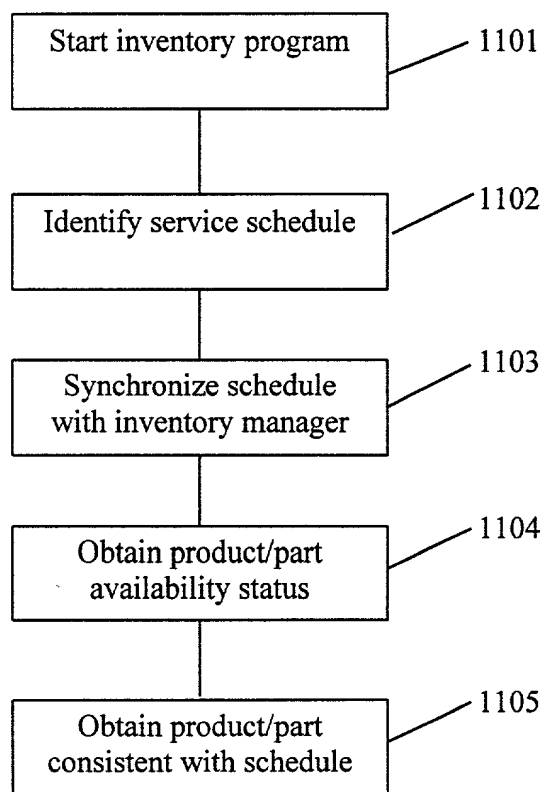 Start inventory program
1101
Identify service schedule
1102
Synchronize schedule
with inventory manager
1103
Obtain product/part
availability status
1104
Obtain product/part
consistent with schedule
1105